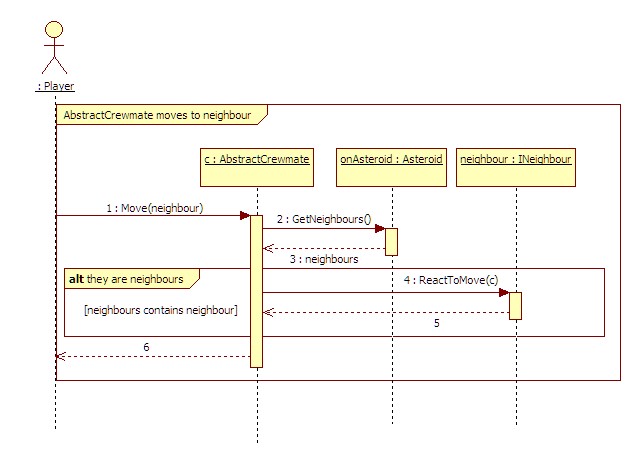 : Player
AbstractCrewmate moves to neighbour
c : AbstractCrewmate
onAsteroid : Asteroid
neighbour : INeighbour
1 : Move(neighbour)
2 : GetNeighbours()
3 : neighbours
alt they are neighbours
4 : ReactToMove(c)
[neighbours contains neighbour]
5
6